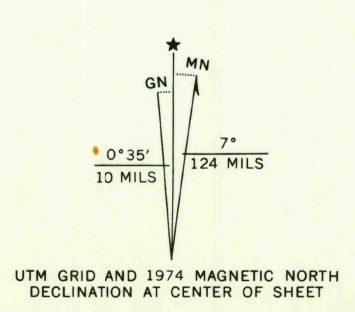 ★
MN
GN
0°35'
10 MILS
7°
124 MILS
UTM GRID AND 1974 MAGNETIC NORTH
DECLINATION AT CENTER OF SHEET